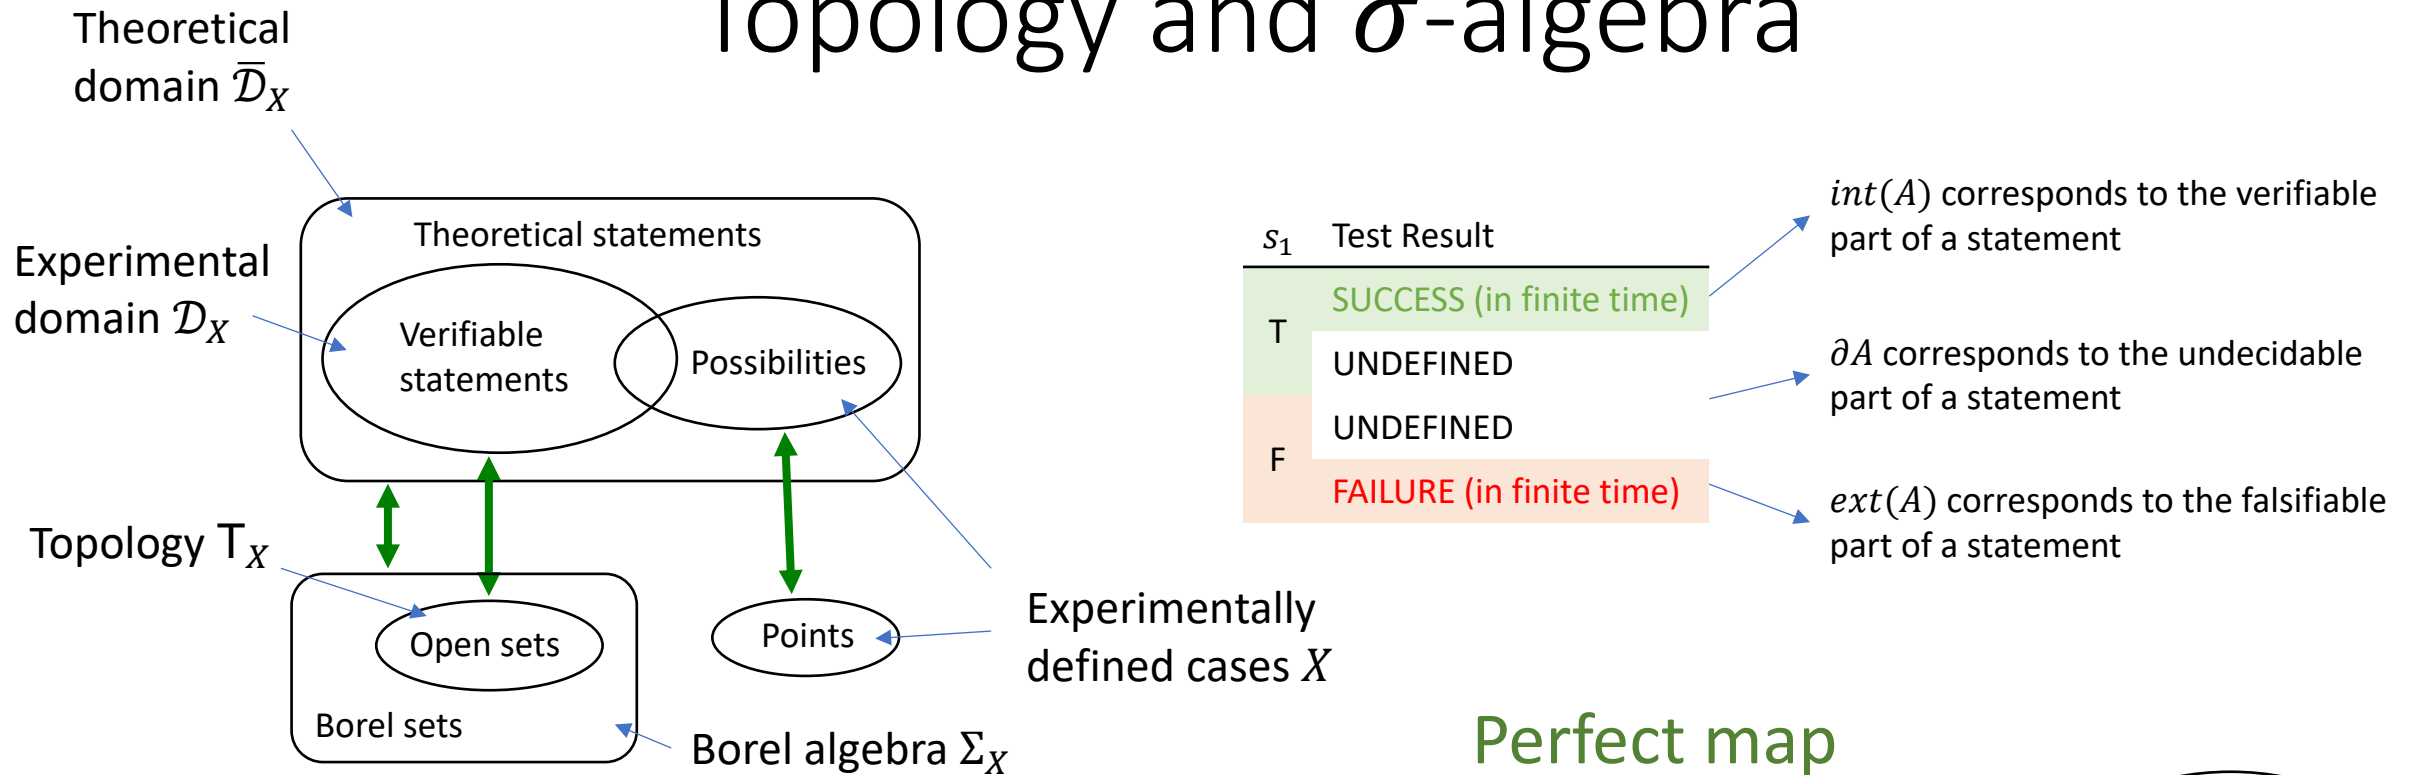 Topology and σ-algebra
Theoretical
domain 𝒟̅_X
Experimental
domain 𝒟_X
Theoretical statements
Verifiable
statements
Possibilities
Topology T_X
Open sets
Borel sets
Points
Borel algebra Σ_X
Experimentally
defined cases X
s₁ Test Result
T
SUCCESS (in finite time)
UNDEFINED
F
UNDEFINED
FAILURE (in finite time)
int(A) corresponds to the verifiable
part of a statement
∂A corresponds to the undecidable
part of a statement
ext(A) corresponds to the falsifiable
part of a statement
Perfect map